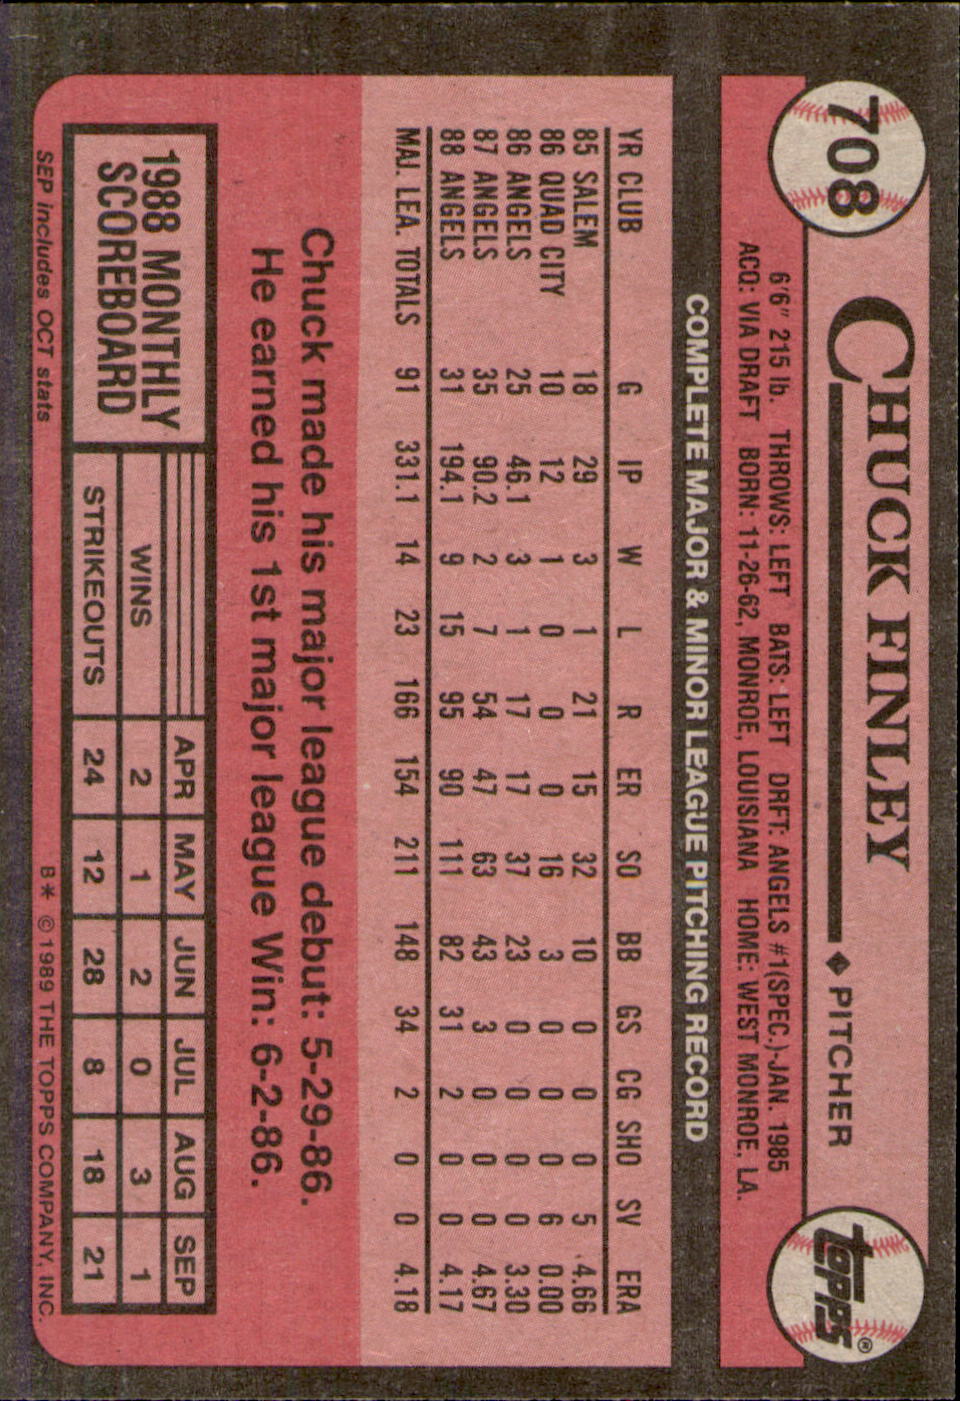 708
CHUCK FINLEY ◆ PITCHER
topps®
6'6" 215 lb. THROWS: LEFT BATS: LEFT DRFT: ANGELS #1(SPEC.)-JAN. 1985
ACQ: VIA DRAFT BORN: 11-26-62, MONROE, LOUISIANA HOME: WEST MONROE, LA.
COMPLETE MAJOR & MINOR LEAGUE PITCHING RECORD
YR CLUB G IP W L R ER SO BB GS CG SHO SV ERA
85 SALEM 18 29 3 1 21 15 32 10 0 0 0 5 4.66
86 QUAD CITY 10 12 1 0 0 0 16 3 0 0 0 6 0.00
86 ANGELS 25 46.1 3 1 17 17 37 23 0 0 0 0 3.30
87 ANGELS 35 90.2 2 7 54 47 63 43 3 0 0 0 4.67
88 ANGELS 31 194.1 9 15 95 90 111 82 31 2 0 0 4.17
MAJ. LEA. TOTALS 91 331.1 14 23 166 154 211 148 34 2 0 0 4.18
Chuck made his major league debut: 5-29-86.
He earned his 1st major league Win: 6-2-86.
1988 MONTHLY
SCOREBOARD
APR MAY JUN JUL AUG SEP
WINS 2 1 2 0 3 1
STRIKEOUTS 24 12 28 8 18 21
SEP includes OCT stats
B* ©1989 THE TOPPS COMPANY, INC.